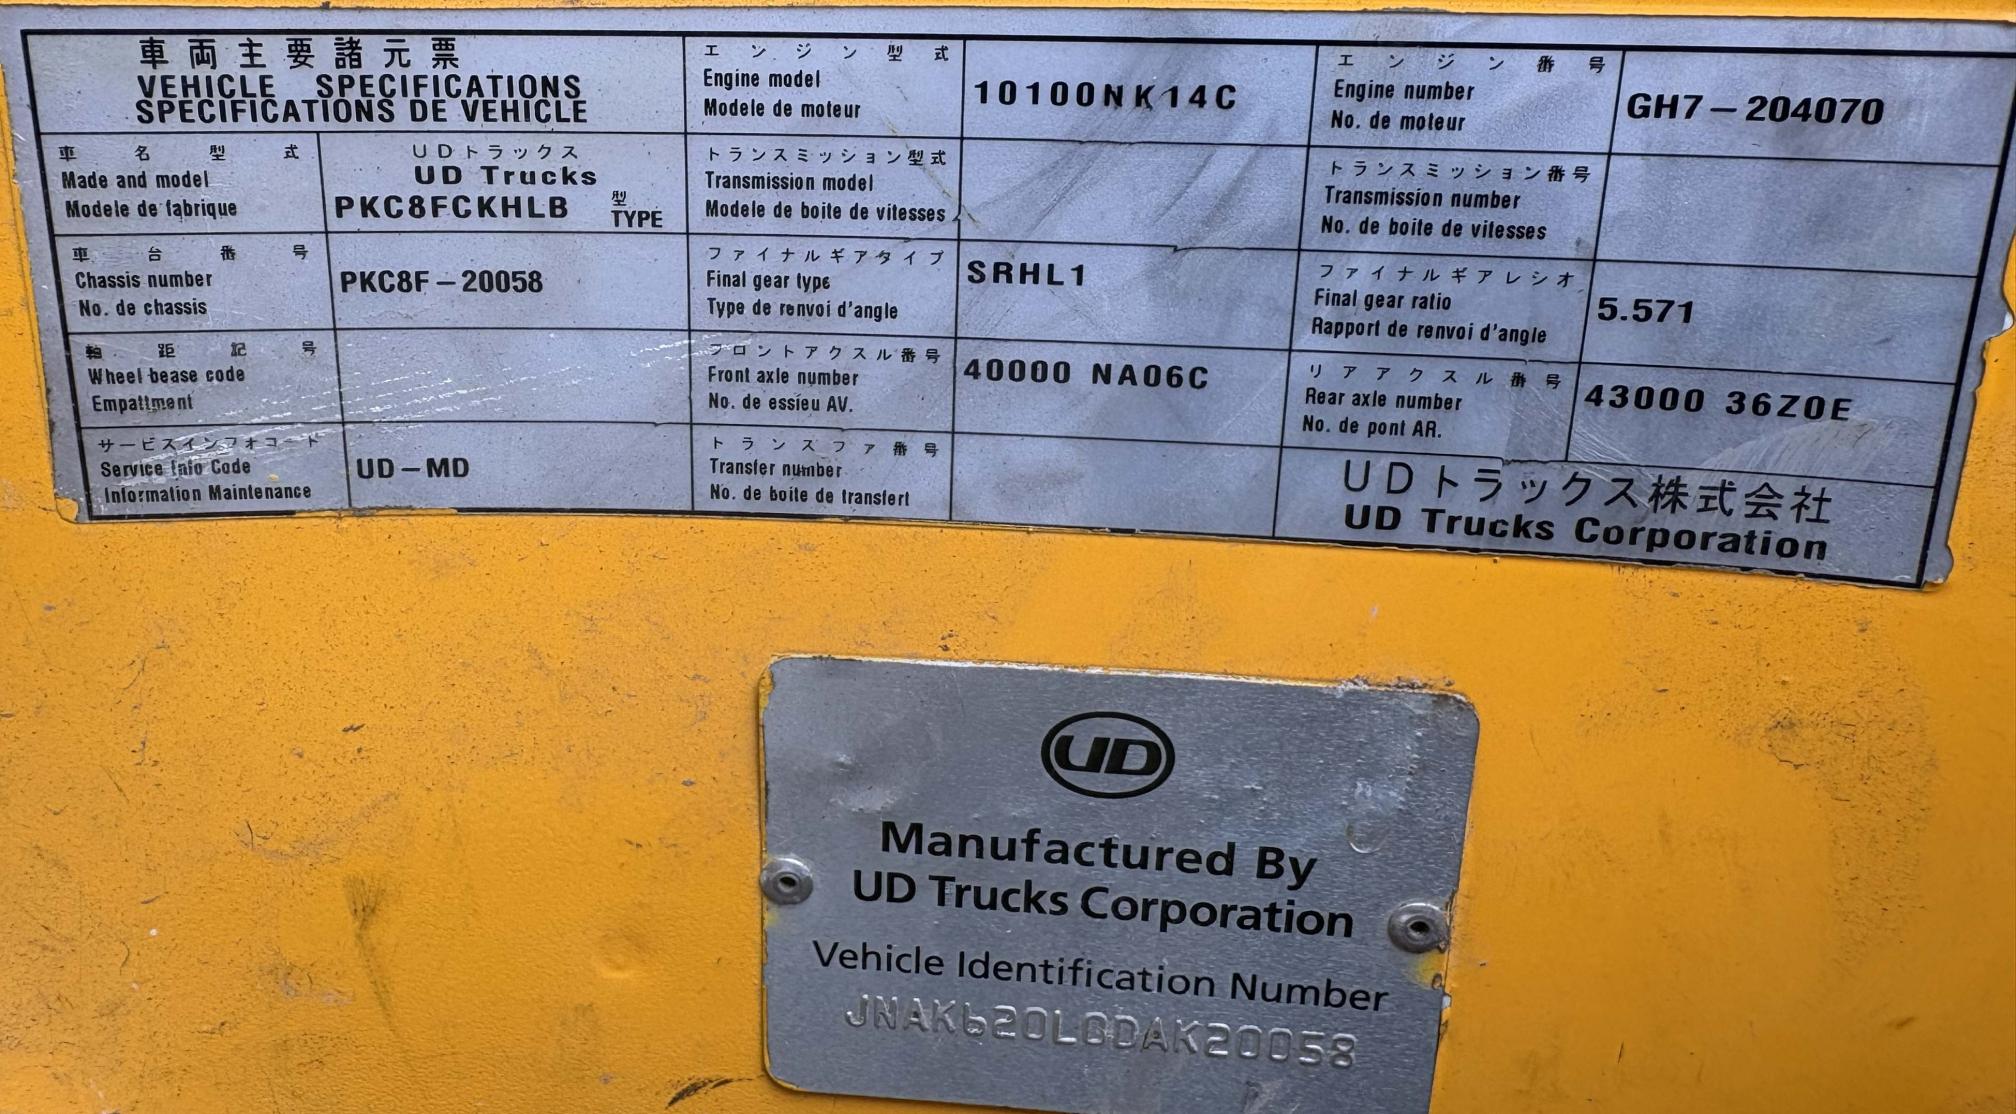 車両主要諸元票
VEHICLE SPECIFICATIONS
SPECIFICATIONS DE VEHICLE
エンジン型式
Engine model
Modele de moteur
10100NK14C
エンジン番号
Engine number
No. de moteur
GH7-204070
車名型式
Made and model
Modele de fabrique
UDトラックス
UD Trucks
PKC8FCKHLB 型 TYPE
トランスミッション型式
Transmission model
Modele de boite de vitesses
トランスミッション番号
Transmission number
No. de boite de vitesses
車台番号
Chassis number
No. de chassis
PKC8F-20058
ファイナルギアタイプ
Final gear type
Type de renvoi d'angle
SRHL1
ファイナルギアレシオ
Final gear ratio
Rapport de renvoi d'angle
5.571
軸距記号
Wheel bease code
Empattment
フロントアクスル番号
Front axle number
No. de essieu AV.
40000 NA06C
リアアクスル番号
Rear axle number
No. de pont AR.
43000 36Z0E
サービスインフォコード
Service Info Code
Information Maintenance
UD-MD
トランスファ番号
Transfer number
No. de boite de transfert
UDトラックス株式会社
UD Trucks Corporation
UD
Manufactured By
UD Trucks Corporation
Vehicle Identification Number